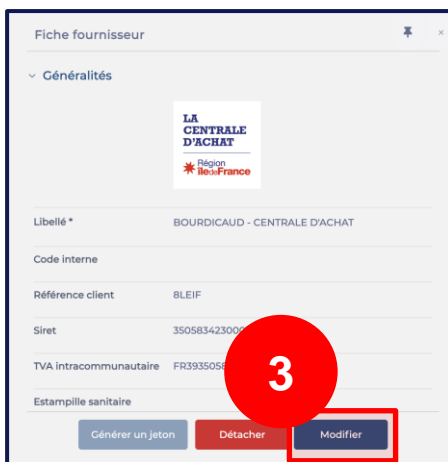 Fiche fournisseur
×
Généralités
LA
CENTRALE
D'ACHAT
Région
îledeFrance
Libellé * BOURDICAUD - CENTRALE D'ACHAT
Code interne
Référence client 8LEIF
Siret
TVA intracommunautaire
3
Estampille sanitaire
Générer un jeton Détacher Modifier